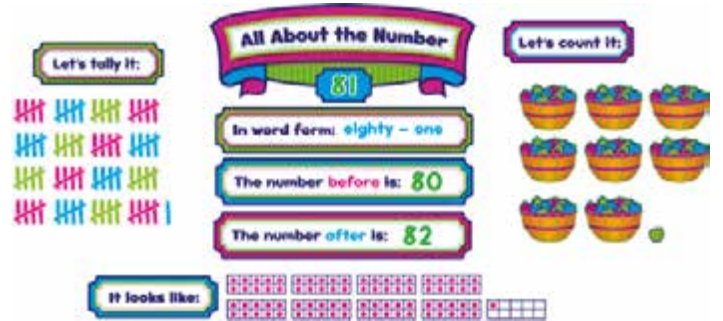 All About the Number
81
Let's tally it:
Let's count it:
In word form: eighty – one
The number before is: 80
The number after is: 82
It looks like: